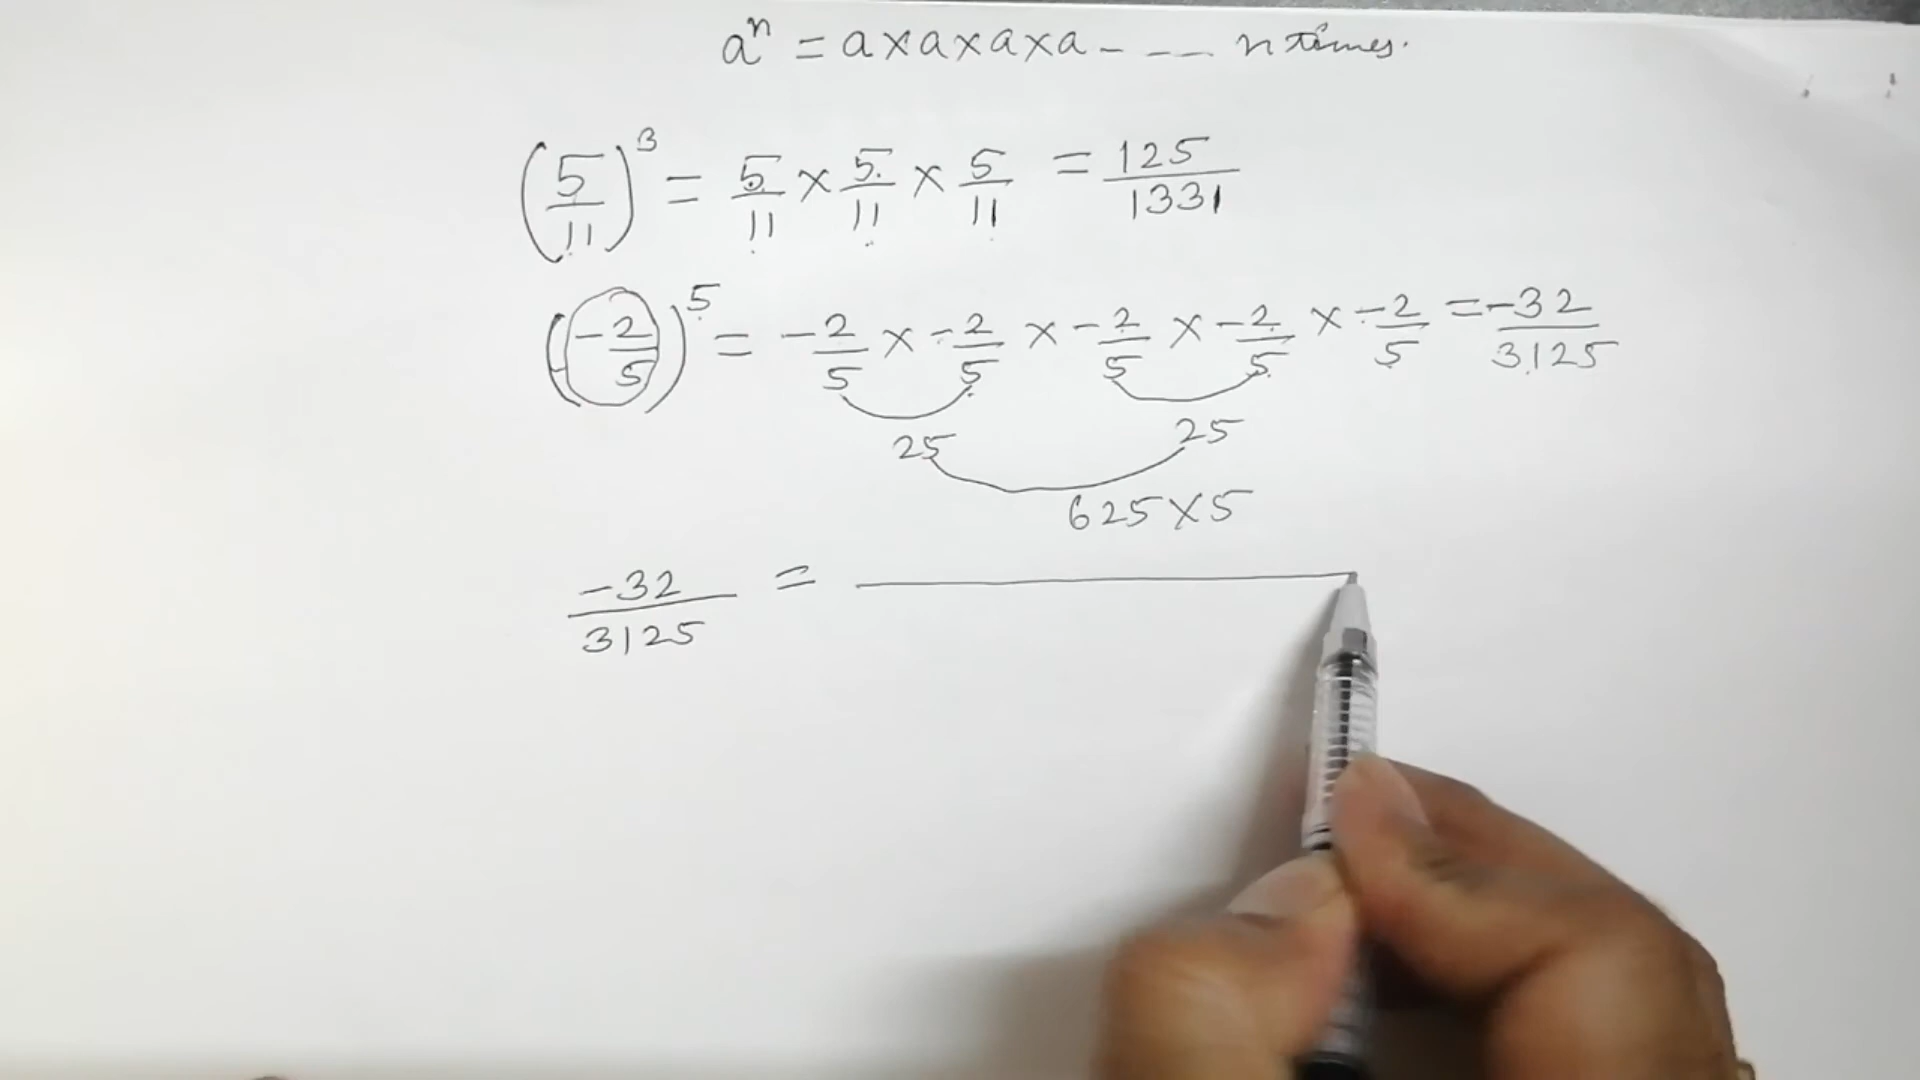 aⁿ = a×a×a×a - - - n times.
(5/11)³ = 5/11 × 5/11 × 5/11 = 125/1331
(-2/5)⁵ = -2/5 × -2/5 × -2/5 × -2/5 × -2/5 = -32/3125
25 25
625×5
-32/3125 =